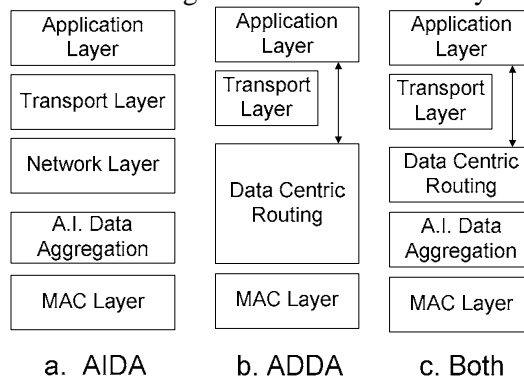 Application
Layer
Transport Layer
Network Layer
A.I. Data
Aggregation
MAC Layer
a. AIDA
Application
Layer
Transport
Layer
Data Centric
Routing
MAC Layer
b. ADDA
Application
Layer
Transport
Layer
Data Centric
Routing
A.I. Data
Aggregation
MAC Layer
c. Both